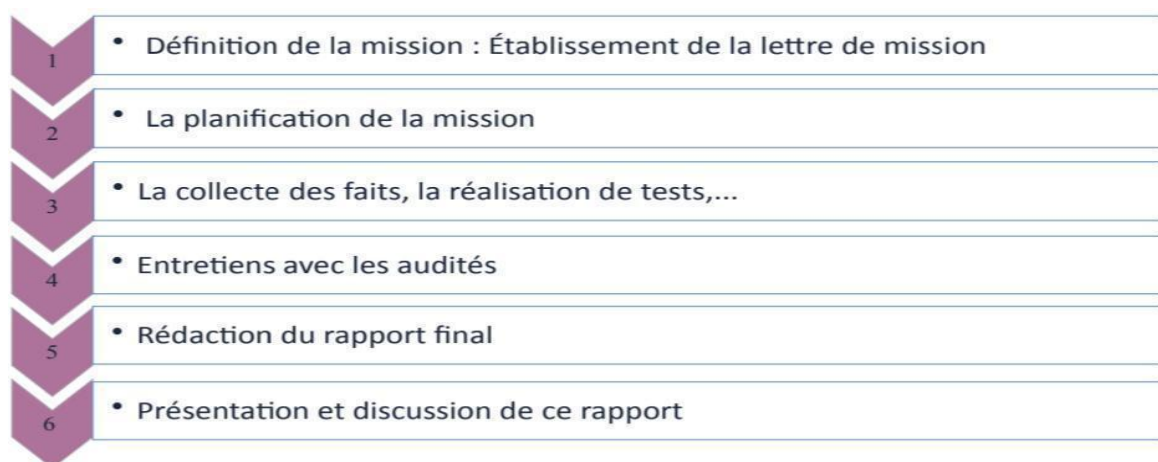 1 • Définition de la mission : Établissement de la lettre de mission
2 • La planification de la mission
3 • La collecte des faits, la réalisation de tests,...
4 • Entretiens avec les audités
5 • Rédaction du rapport final
6 • Présentation et discussion de ce rapport